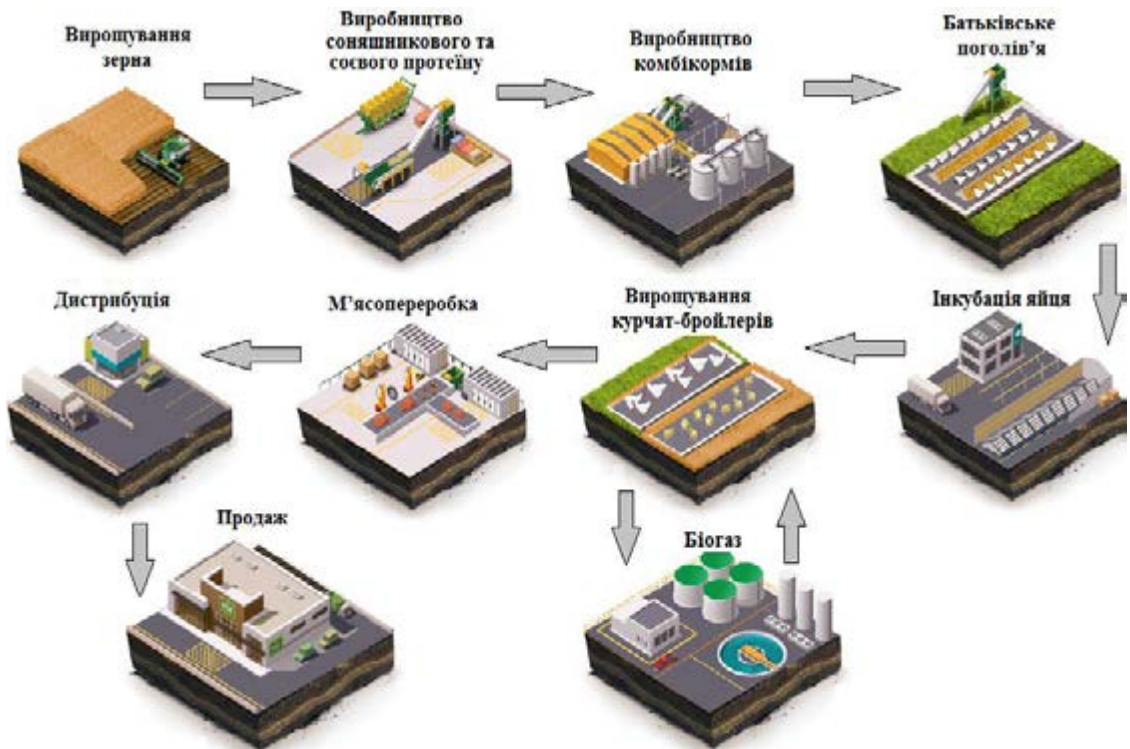 Вирощування
зерна
Виробництво
соняшникового та
соєвого протеїну
Виробництво
комбікормів
Батьківське
поголів’я
Інкубація яйця
Вирощування
курчат-бройлерів
М’ясопереробка
Дистрибуція
Продаж
Біогаз